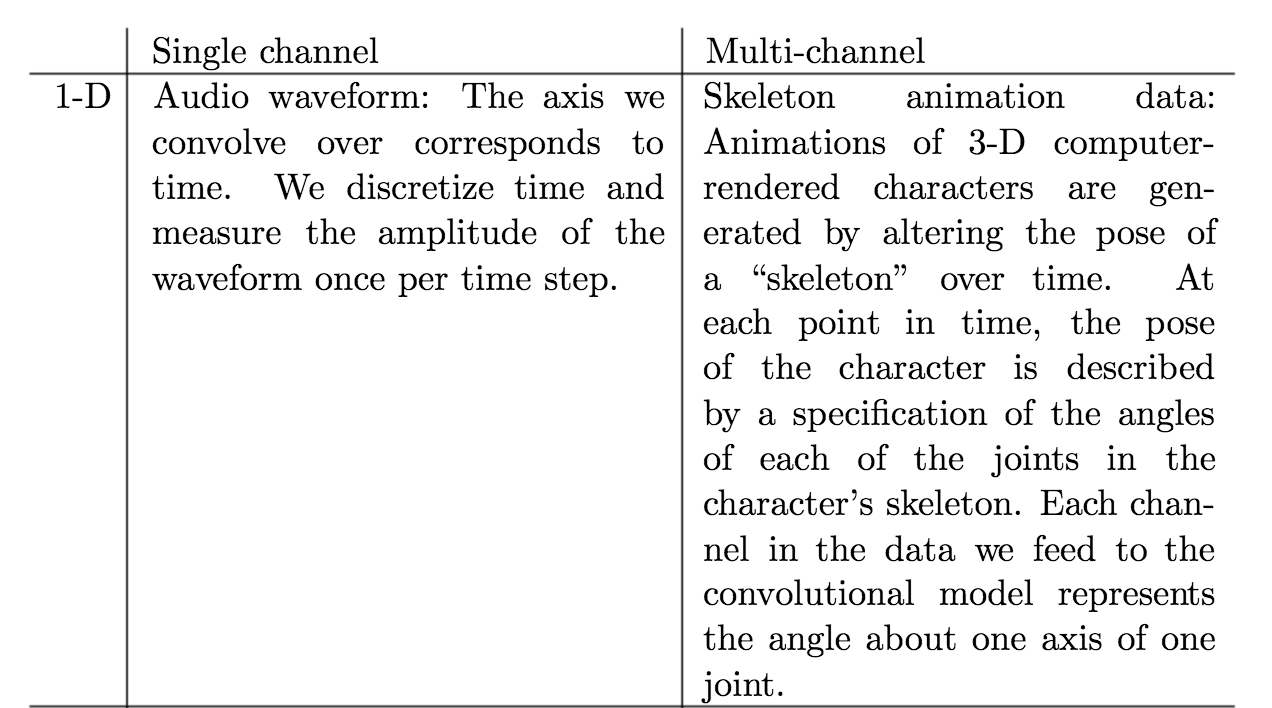 Single channel
Multi-channel
1-D
Audio waveform: The axis we
convolve over corresponds to
time. We discretize time and
measure the amplitude of the
waveform once per time step.
Skeleton animation data:
Animations of 3-D computer-
rendered characters are gen-
erated by altering the pose of
a “skeleton” over time. At
each point in time, the pose
of the character is described
by a specification of the angles
of each of the joints in the
character’s skeleton. Each chan-
nel in the data we feed to the
convolutional model represents
the angle about one axis of one
joint.